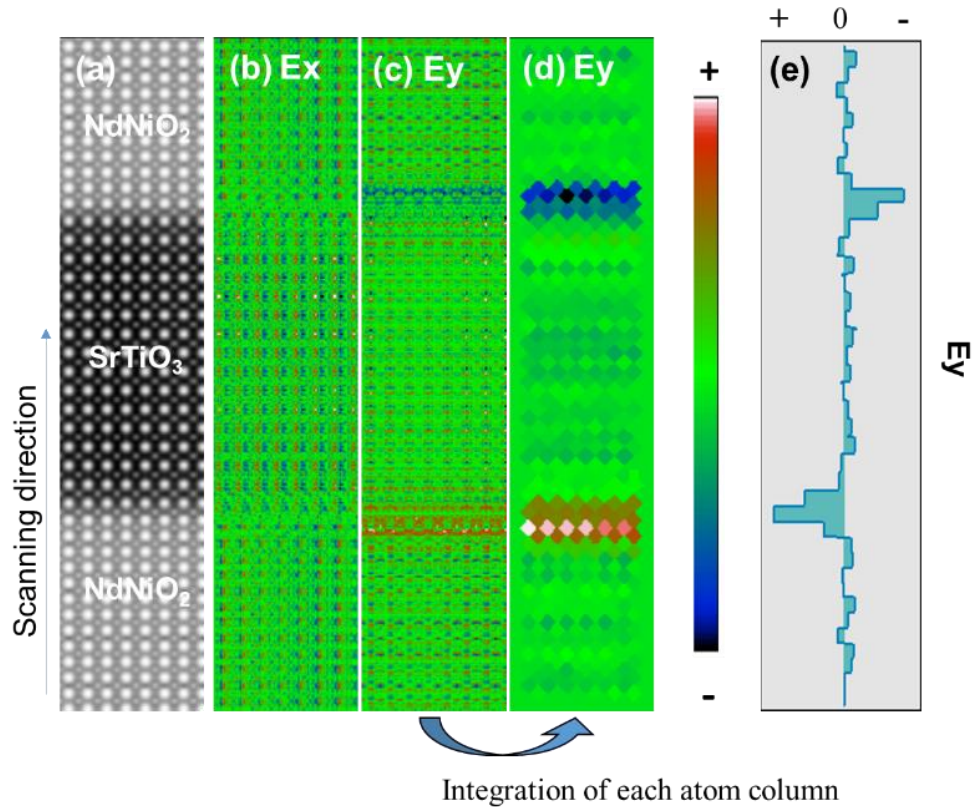 + 0 -
(a)
(b) Ex
(c) Ey
(d) Ey
+
(e)
NdNiO2
SrTiO3
NdNiO2
Scanning direction
-
Ey
Integration of each atom column